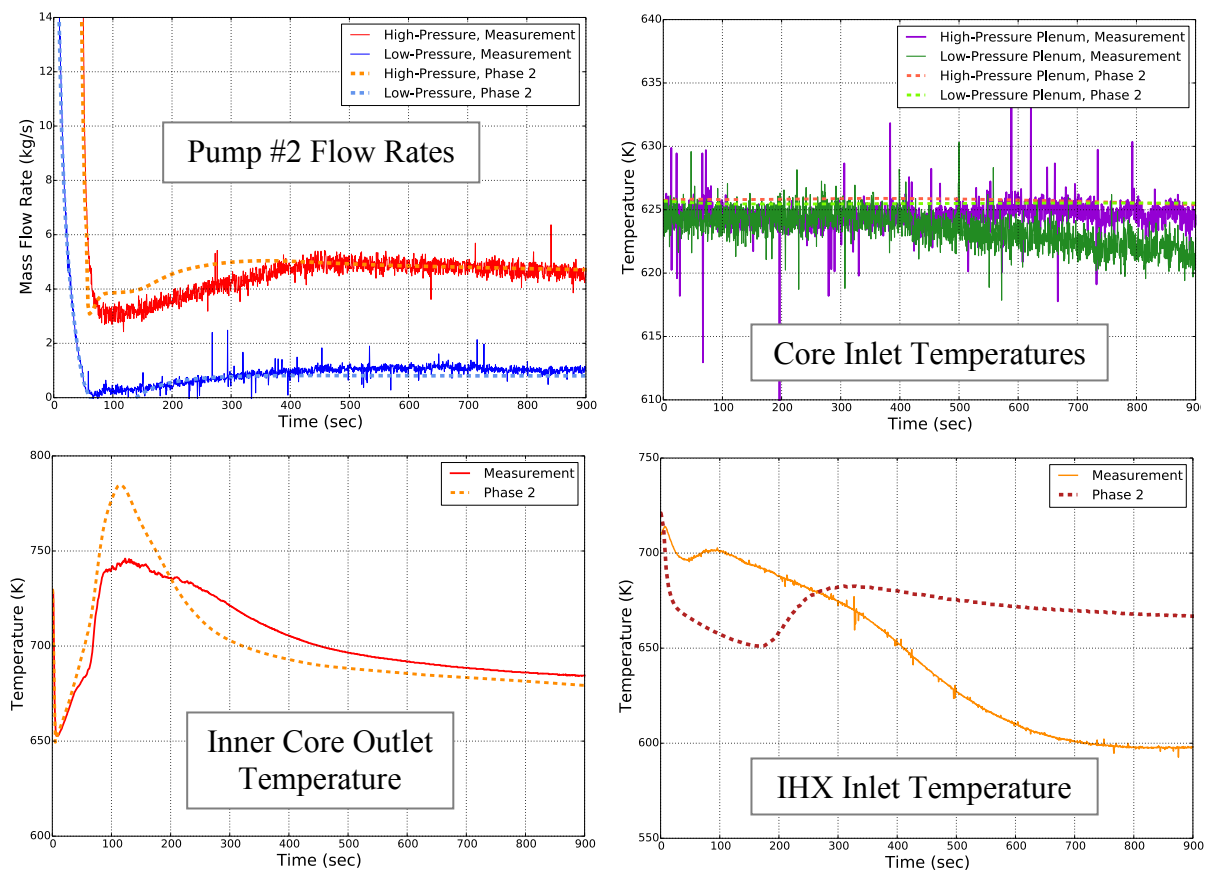 14
12
10
8
6
4
2
0
Mass Flow Rate (kg/s)
High-Pressure, Measurement
Low-Pressure, Measurement
High-Pressure, Phase 2
Low-Pressure, Phase 2
Pump #2 Flow Rates
0 100 200 300 400 500 600 700 800 900
Time (sec)
640
635
630
625
620
615
610
Temperature (K)
High-Pressure Plenum, Measurement
Low-Pressure Plenum, Measurement
High-Pressure Plenum, Phase 2
Low-Pressure Plenum, Phase 2
Core Inlet Temperatures
0 100 200 300 400 500 600 700 800 900
Time (sec)
800
750
700
650
600
Temperature (K)
Measurement
Phase 2
Inner Core Outlet
Temperature
0 100 200 300 400 500 600 700 800 900
Time (sec)
750
700
650
600
550
Temperature (K)
Measurement
Phase 2
IHX Inlet Temperature
0 100 200 300 400 500 600 700 800 900
Time (sec)